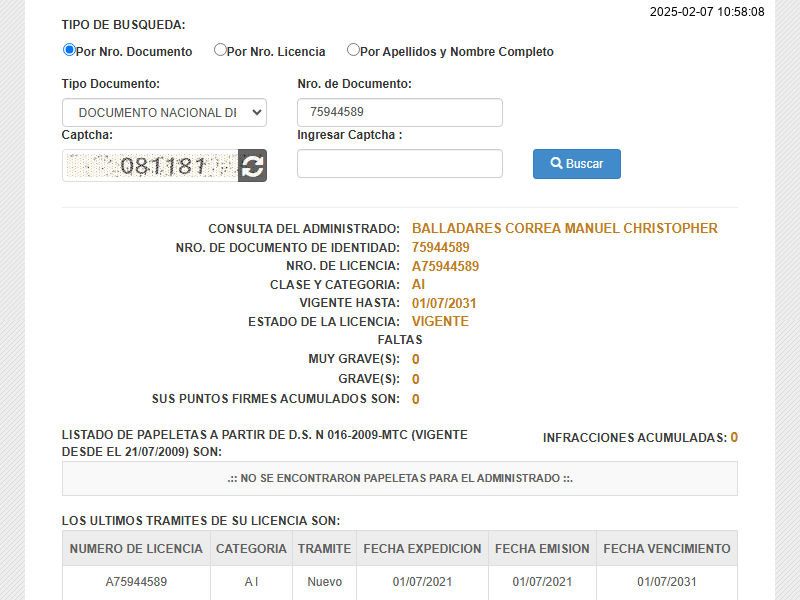 2025-02-07 10:58:08
TIPO DE BUSQUEDA:
Por Nro. Documento Por Nro. Licencia Por Apellidos y Nombre Completo
Tipo Documento: Nro. de Documento:
DOCUMENTO NACIONAL DE 75944589
Captcha: Ingresar Captcha :
081181 Buscar
CONSULTA DEL ADMINISTRADO: BALLADARES CORREA MANUEL CHRISTOPHER
NRO. DE DOCUMENTO DE IDENTIDAD: 75944589
NRO. DE LICENCIA: A75944589
CLASE Y CATEGORIA: AI
VIGENTE HASTA: 01/07/2031
ESTADO DE LA LICENCIA: VIGENTE
FALTAS
MUY GRAVE(S): 0
GRAVE(S): 0
SUS PUNTOS FIRMES ACUMULADOS SON: 0
LISTADO DE PAPELETAS A PARTIR DE D.S. N 016-2009-MTC (VIGENTE
DESDE EL 21/07/2009) SON:
INFRACCIONES ACUMULADAS: 0
.:: NO SE ENCONTRARON PAPELETAS PARA EL ADMINISTRADO ::.
LOS ULTIMOS TRAMITES DE SU LICENCIA SON:
NUMERO DE LICENCIA CATEGORIA TRAMITE FECHA EXPEDICION FECHA EMISION FECHA VENCIMIENTO
A75944589 A I Nuevo 01/07/2021 01/07/2021 01/07/2031